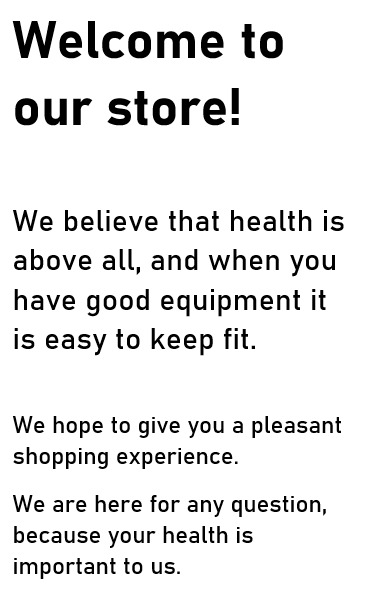 Welcome to
our store!
We believe that health is
above all, and when you
have good equipment it
is easy to keep fit.
We hope to give you a pleasant
shopping experience.
We are here for any question,
because your health is
important to us.